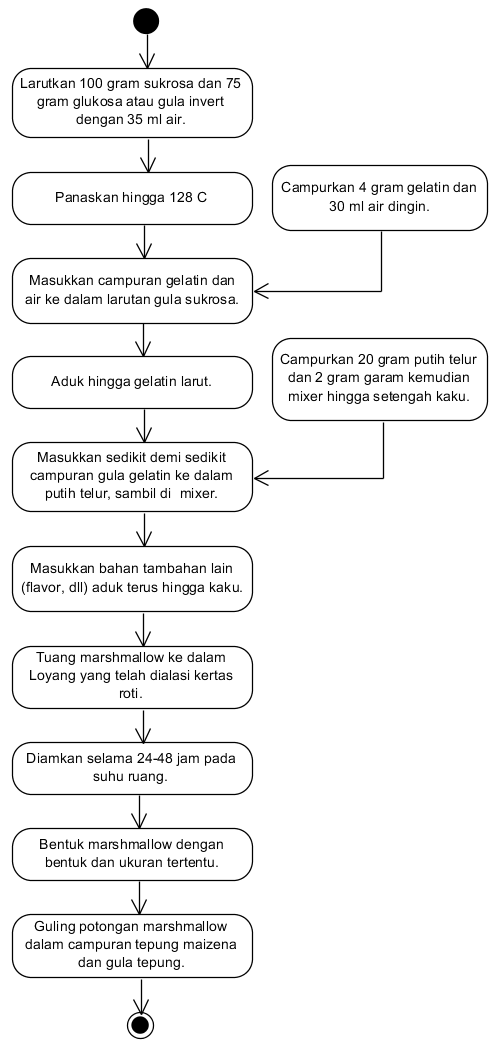 Larutkan 100 gram sukrosa dan 75
gram glukosa atau gula invert
dengan 35 ml air.
Panaskan hingga 128 C
Campurkan 4 gram gelatin dan
30 ml air dingin.
Masukkan campuran gelatin dan
air ke dalam larutan gula sukrosa.
Aduk hingga gelatin larut.
Campurkan 20 gram putih telur
dan 2 gram garam kemudian
mixer hingga setengah kaku.
Masukkan sedikit demi sedikit
campuran gula gelatin ke dalam
putih telur, sambil di  mixer.
Masukkan bahan tambahan lain
(flavor, dll) aduk terus hingga kaku.
Tuang marshmallow ke dalam
Loyang yang telah dialasi kertas
roti.
Diamkan selama 24-48 jam pada
suhu ruang.
Bentuk marshmallow dengan
bentuk dan ukuran tertentu.
Guling potongan marshmallow
dalam campuran tepung maizena
dan gula tepung.